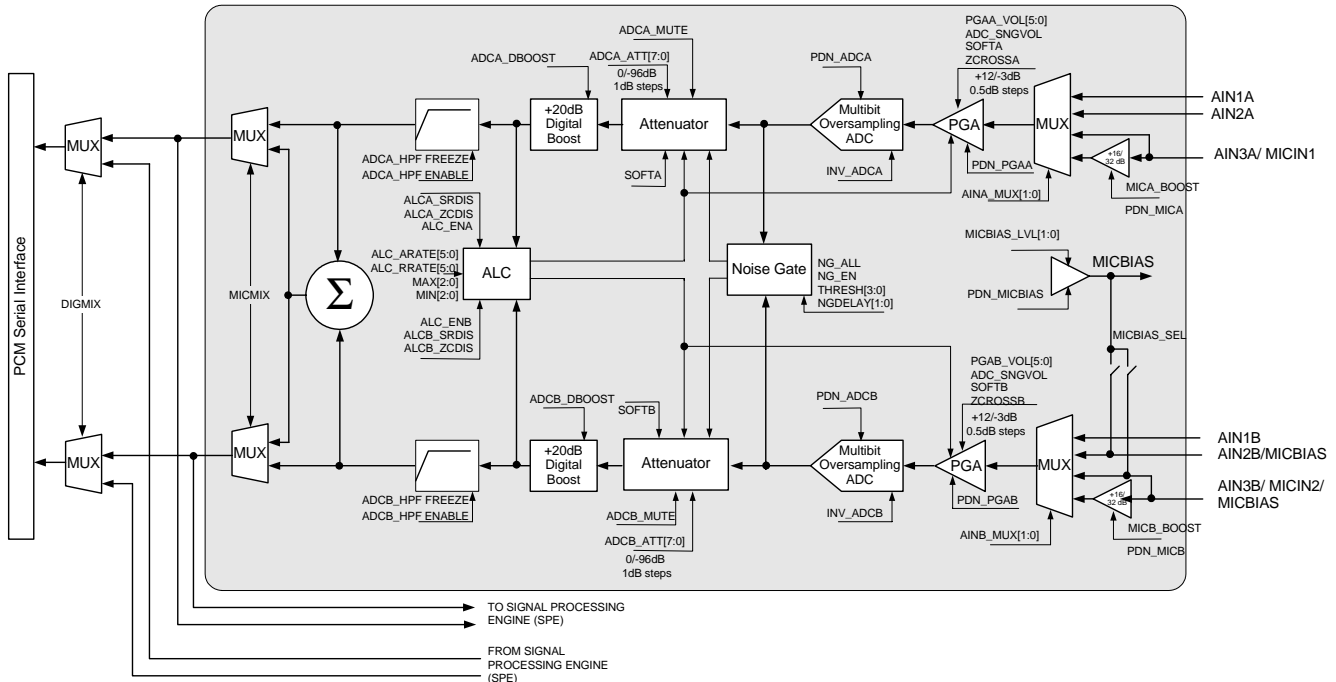 PCM Serial Interface
MUX
DIGMIX
MUX
MUX
MICMIX
MUX
Σ
ADCA_HPF FREEZE
ADCA_HPF ENABLE
ALCA_SRDIS
ALCA_ZCDIS
ALC_ENA
ALC_ARATE[5:0]
ALC_RRATE[5:0]
MAX[2:0]
MIN[2:0]
ALC
ALC_ENB
ALCB_SRDIS
ALCB_ZCDIS
ADCB_HPF FREEZE
ADCB_HPF ENABLE
ADCA_DBOOST
+20dB
Digital
Boost
ADCA_MUTE
ADCA_ATT[7:0]
0/-96dB
1dB steps
Attenuator
SOFTA
PDN_ADCA
Multibit
Oversampling
ADC
INV_ADCA
PGAA_VOL[5:0]
ADC_SNGVOL
SOFTA
ZCROSSA
+12/-3dB
0.5dB steps
PGA
PDN_PGAA
MUX
AINA_MUX[1:0]
+16/
32 dB
MICA_BOOST
PDN_MICA
AIN1A
AIN2A
AIN3A/ MICIN1
Noise Gate
NG_ALL
NG_EN
THRESH[3:0]
NGDELAY[1:0]
MICBIAS_LVL[1:0]
MICBIAS
PDN_MICBIAS
MICBIAS_SEL
ADCB_DBOOST
+20dB
Digital
Boost
SOFTB
Attenuator
ADCB_MUTE
ADCB_ATT[7:0]
0/-96dB
1dB steps
PDN_ADCB
Multibit
Oversampling
ADC
INV_ADCB
PGAB_VOL[5:0]
ADC_SNGVOL
SOFTB
ZCROSSB
+12/-3dB
0.5dB steps
PGA
PDN_PGAB
MUX
AINB_MUX[1:0]
+16/
32 dB
MICB_BOOST
PDN_MICB
AIN1B
AIN2B/MICBIAS
AIN3B/ MICIN2/
MICBIAS
TO SIGNAL PROCESSING
ENGINE (SPE)
FROM SIGNAL
PROCESSING ENGINE
(SPE)